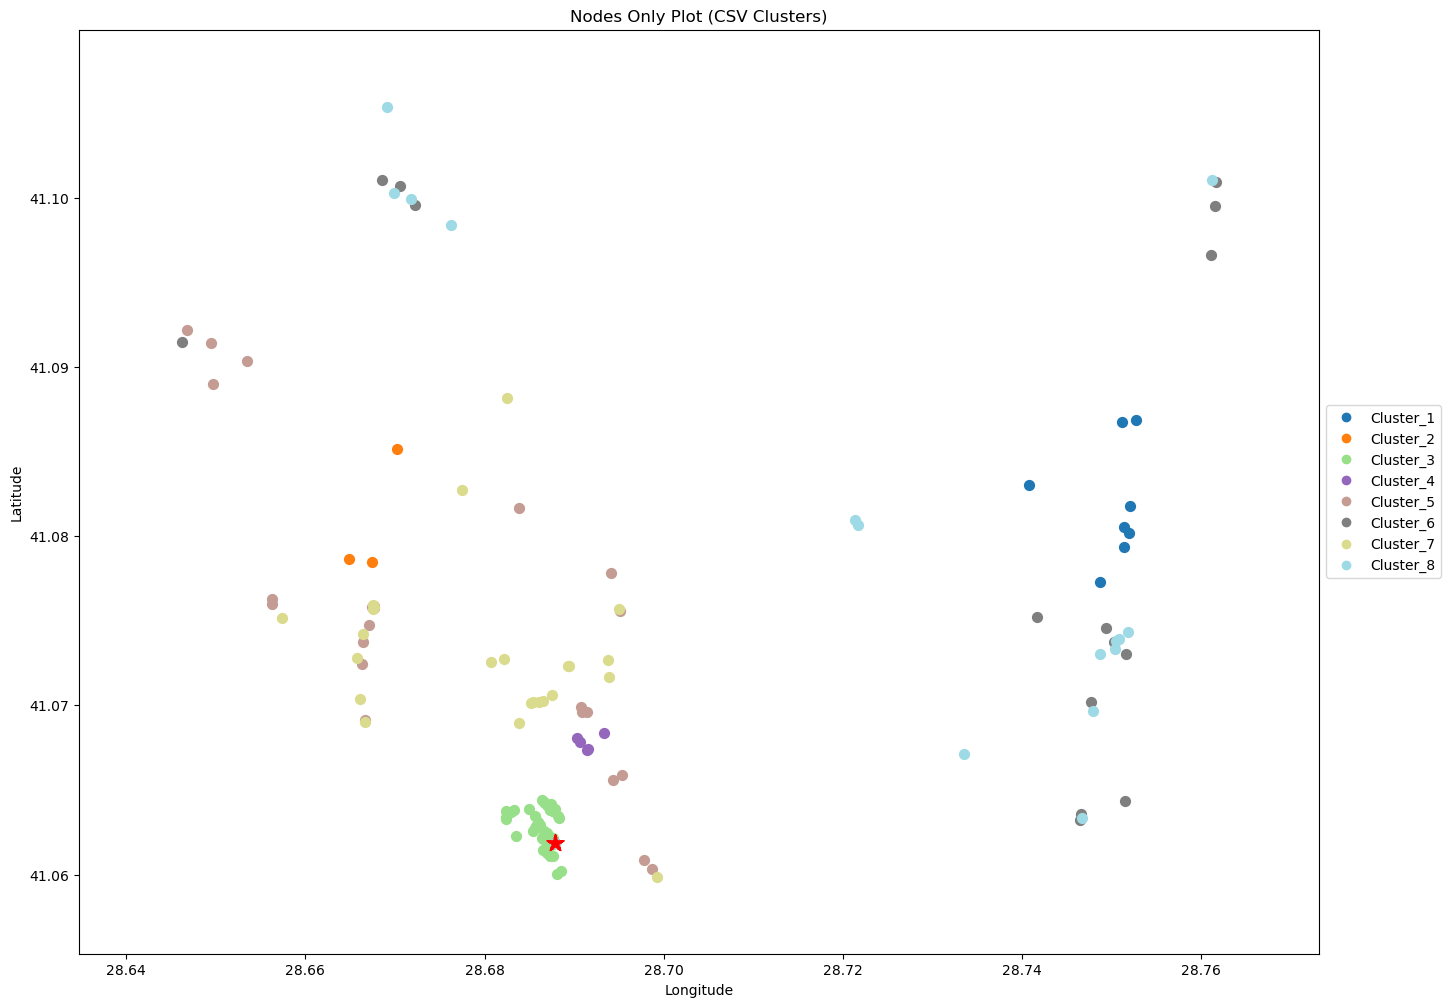 Nodes Only Plot (CSV Clusters)
41.10
41.09
41.08
41.07
41.06
Latitude
28.64
28.66
28.68
28.70
28.72
28.74
28.76
Longitude
Cluster_1
Cluster_2
Cluster_3
Cluster_4
Cluster_5
Cluster_6
Cluster_7
Cluster_8